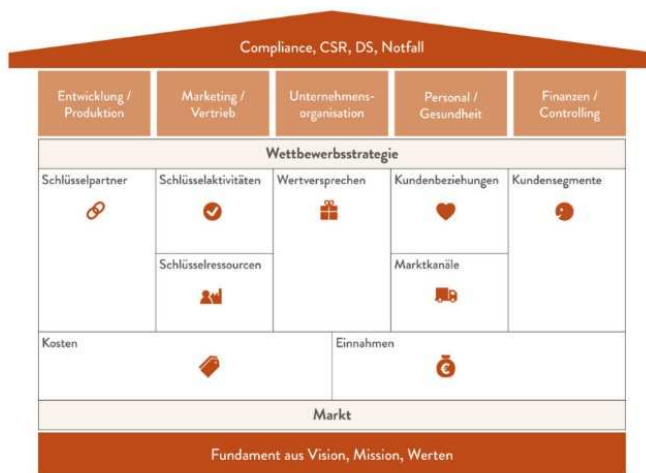 Compliance, CSR, DS, Notfall
Entwicklung /
Produktion
Marketing /
Vertrieb
Unternehmens-
organisation
Personal /
Gesundheit
Finanzen /
Controlling
Wettbewerbsstrategie
Schlüsselpartner
Schlüsselaktivitäten
Wertversprechen
Kundenbeziehungen
Kundensegmente
Schlüsselressourcen
Marktkanäle
Kosten
Einnahmen
€
Markt
Fundament aus Vision, Mission, Werten